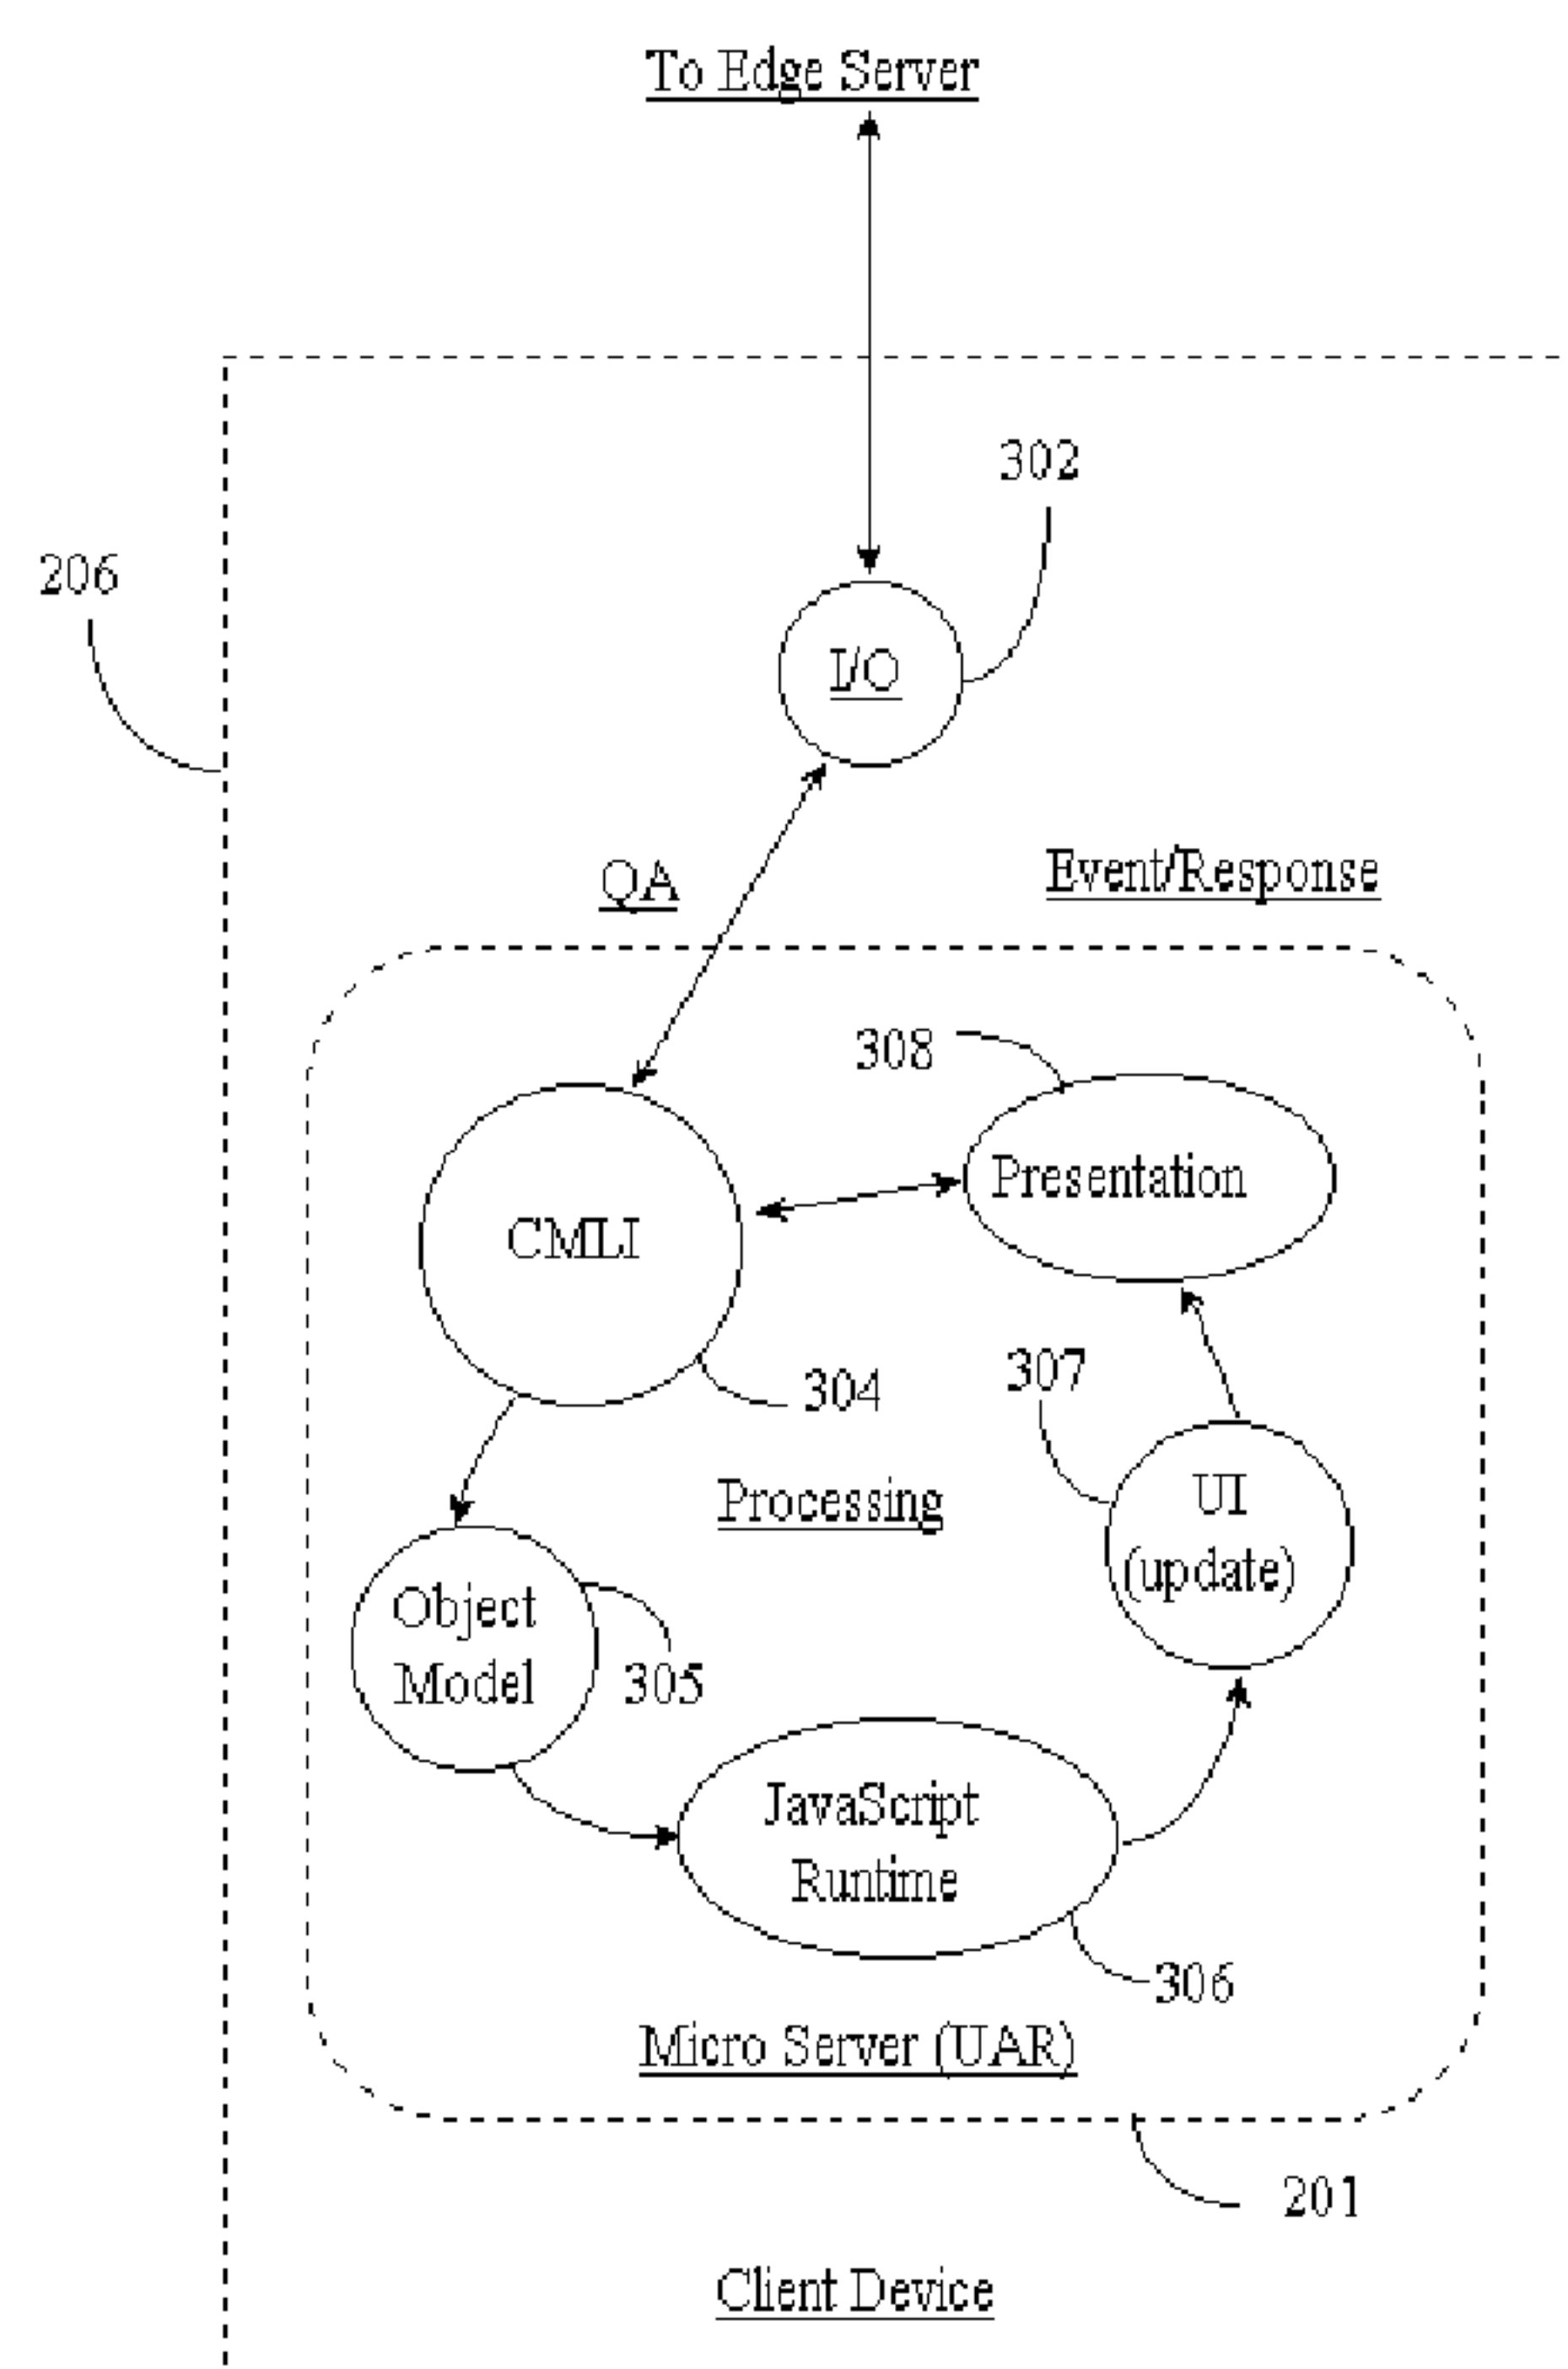 To Edge Server
302
206
I/O
QA
Event/Response
308
Presentation
CMLI
304
307
Processing
UI
(update)
Object
Model
305
JavaScript
Runtime
306
Micro Server (UAR)
201
Client Device